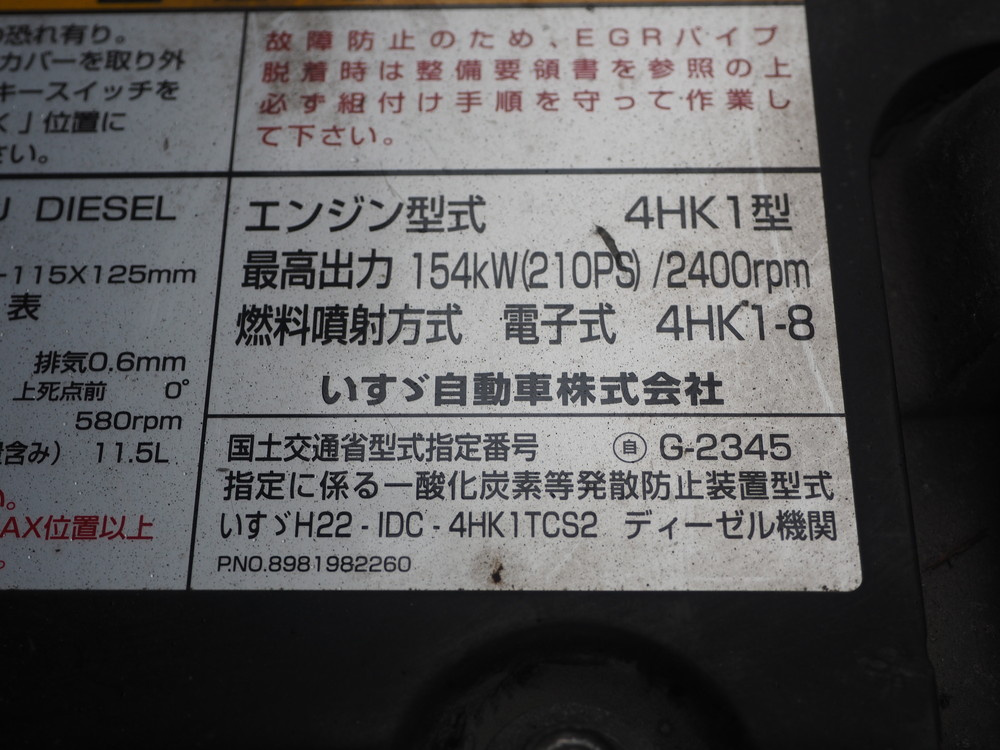 恐れ有り。
カバーを取り外
キースイッチを
」位置に
さい。
故障防止のため、EGRパイプ
脱着時は整備要領書を参照の上
必ず組付け手順を守って作業し
て下さい。
DIESEL
-115X125mm
表
排気0.6mm
上死点前 0°
580rpm
含み) 11.5L
。
AX位置以上
。
エンジン型式 4HK1型
最高出力 154kW(210PS)/2400rpm
燃料噴射方式 電子式 4HK1-8
いすゞ自動車株式会社
国土交通省型式指定番号 ㊐ G-2345
指定に係る一酸化炭素等発散防止装置型式
いすゞH22-IDC-4HK1TCS2 ディーゼル機関
P.NO.8981982260